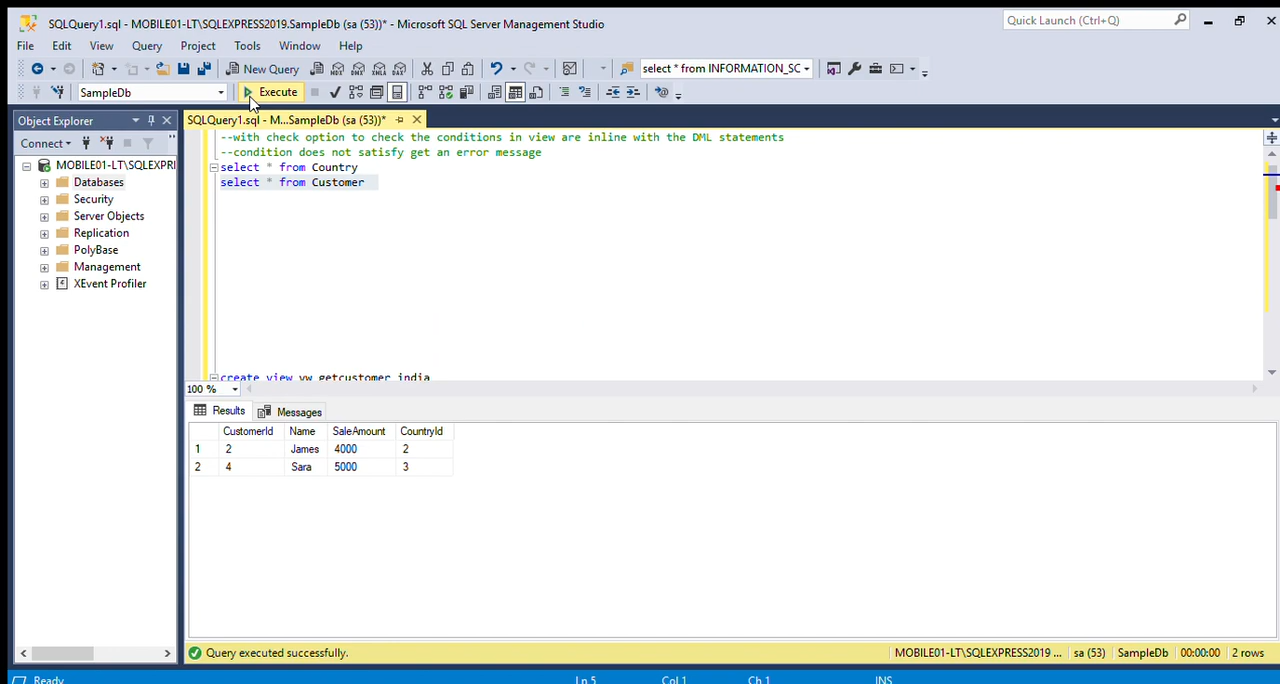 SQLQuery1.sql - MOBILE01-LT\SQLEXPRESS2019.SampleDb (sa (53))* - Microsoft SQL Server Management Studio
Quick Launch (Ctrl+Q)
File Edit View Query Project Tools Window Help
New Query MDX DMX XMLA DAX select * from INFORMATION_SC
SampleDb Execute
Object Explorer
SQLQuery1.sql - M...SampleDb (sa (53))*
Connect
MOBILE01-LT\SQLEXPRI
Databases
Security
Server Objects
Replication
PolyBase
Management
XEvent Profiler
--with check option to check the conditions in view are inline with the DML statements
--condition does not satisfy get an error message
select * from Country
select * from Customer
create view vw_getcustomer_india
100 %
Results Messages
CustomerId Name SaleAmount CountryId
1 2 James 4000 2
2 4 Sara 5000 3
Query executed successfully.
MOBILE01-LT\SQLEXPRESS2019 ... sa (53) SampleDb 00:00:00 2 rows
Ready Ln 5 Col 1 Ch 1 INS